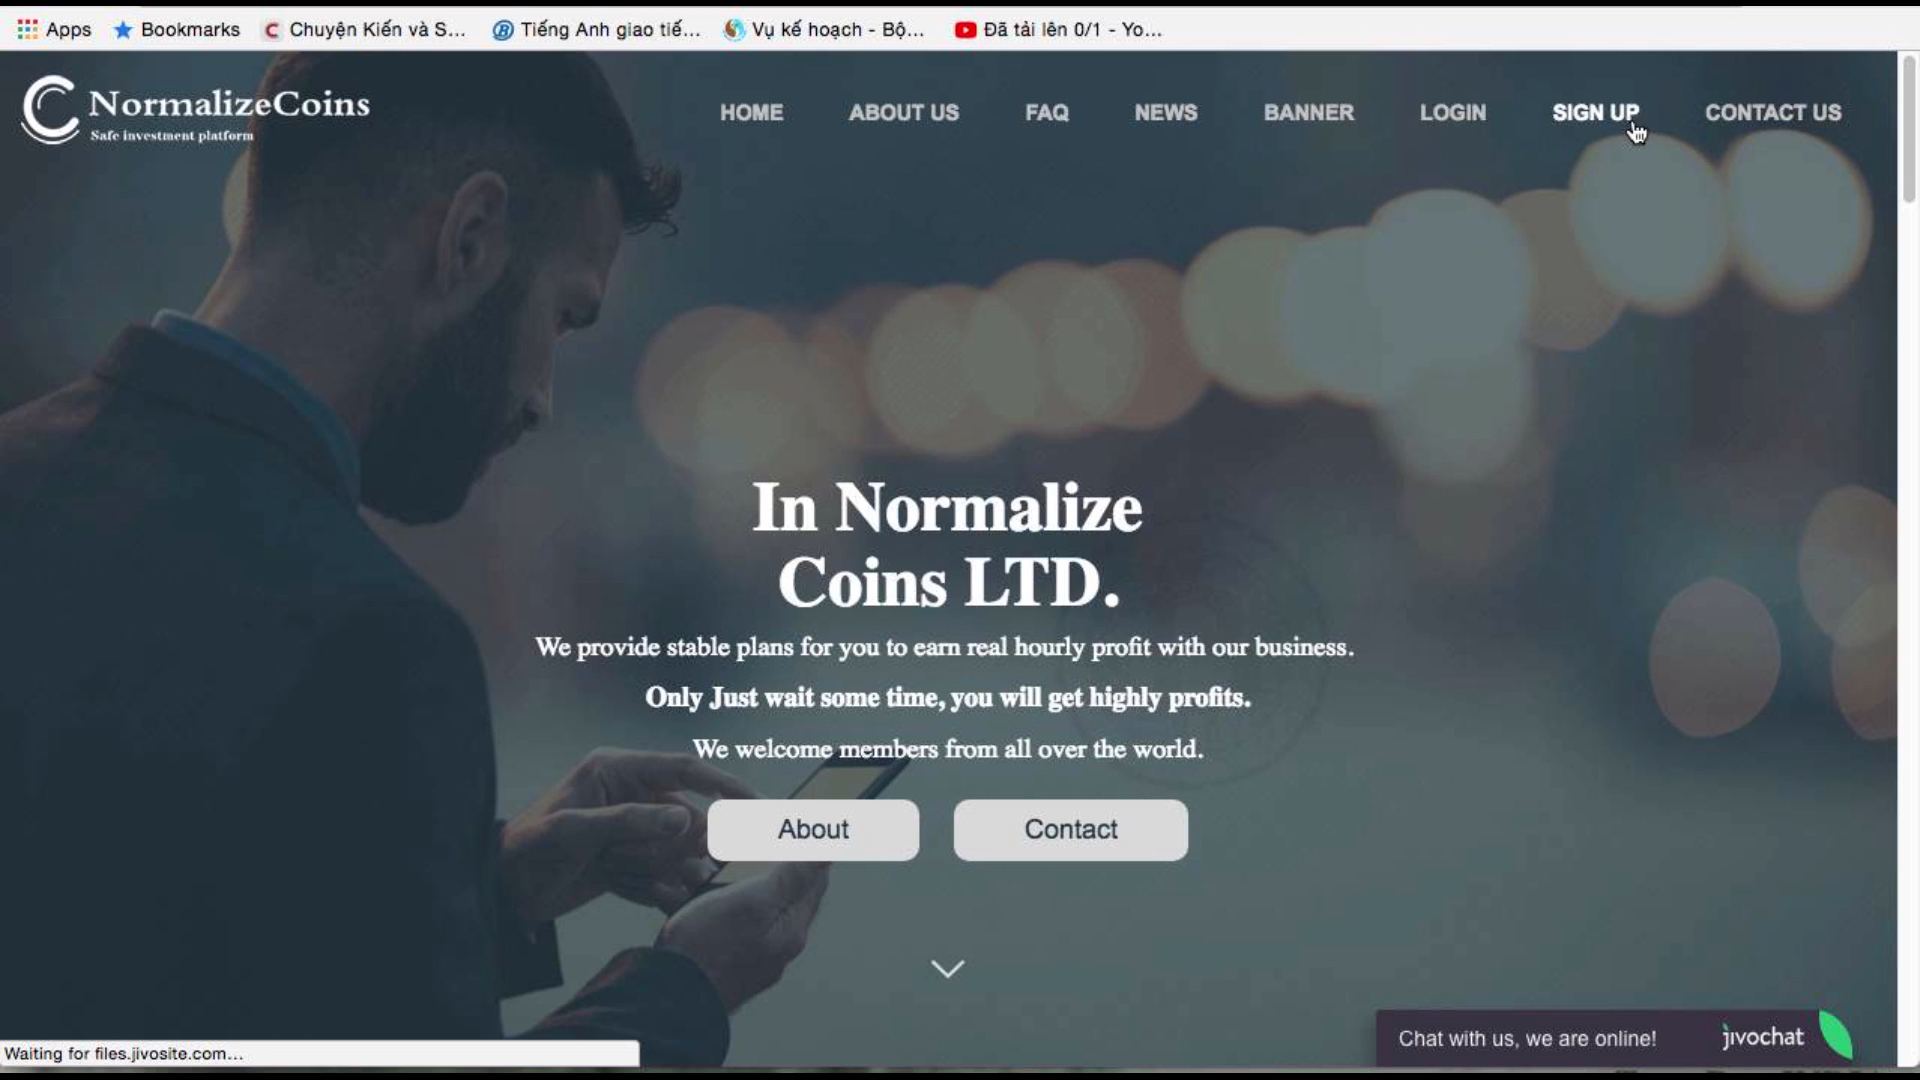 Apps Bookmarks Chuyện Kiến và S... Tiếng Anh giao tiế... Vụ kế hoạch - Bộ... Đã tải lên 0/1 - Yo...
NormalizeCoins
Safe investment platform
HOME ABOUT US FAQ NEWS BANNER LOGIN SIGN UP CONTACT US
In Normalize
Coins LTD.
We provide stable plans for you to earn real hourly profit with our business.
Only Just wait some time, you will get highly profits.
We welcome members from all over the world.
About Contact
Chat with us, we are online! jivochat
Waiting for files.jivosite.com...